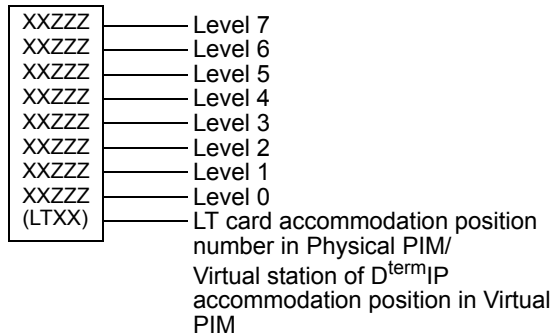 XXZZZ Level 7
XXZZZ Level 6
XXZZZ Level 5
XXZZZ Level 4
XXZZZ Level 3
XXZZZ Level 2
XXZZZ Level 1
XXZZZ Level 0
(LTXX) LT card accommodation position
number in Physical PIM/
Virtual station of DtermIP
accommodation position in Virtual
PIM